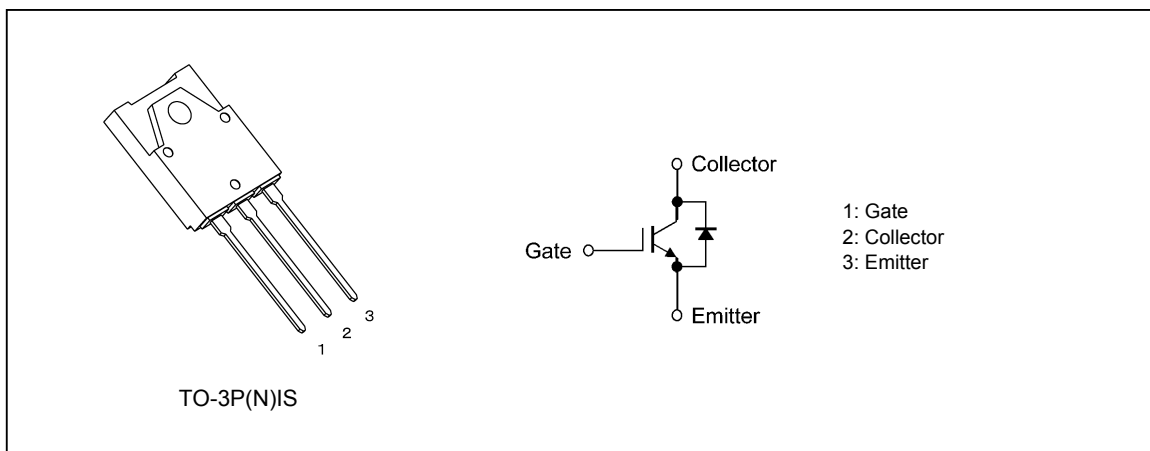 1
2
3
TO-3P(N)IS
Collector
Gate
Emitter
1: Gate
2: Collector
3: Emitter